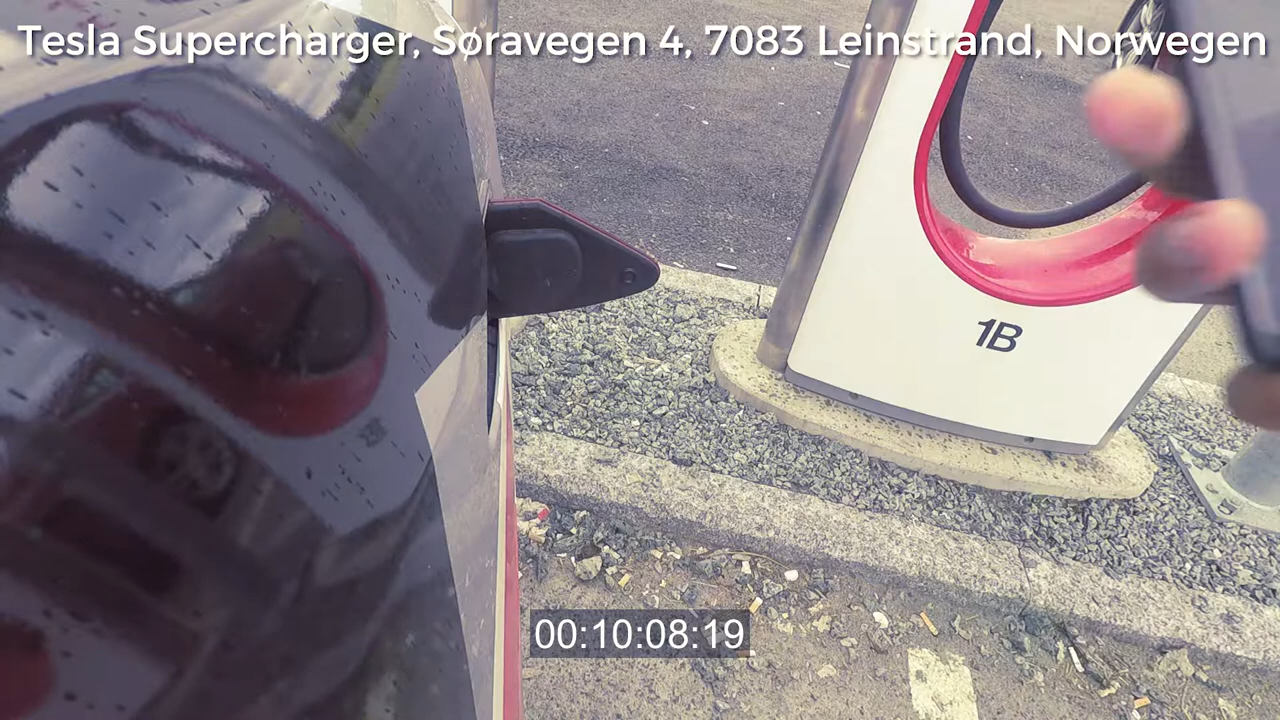 Tesla Supercharger, Søravegen 4, 7083 Leinstrand, Norwegen
1B
00:10:08:19